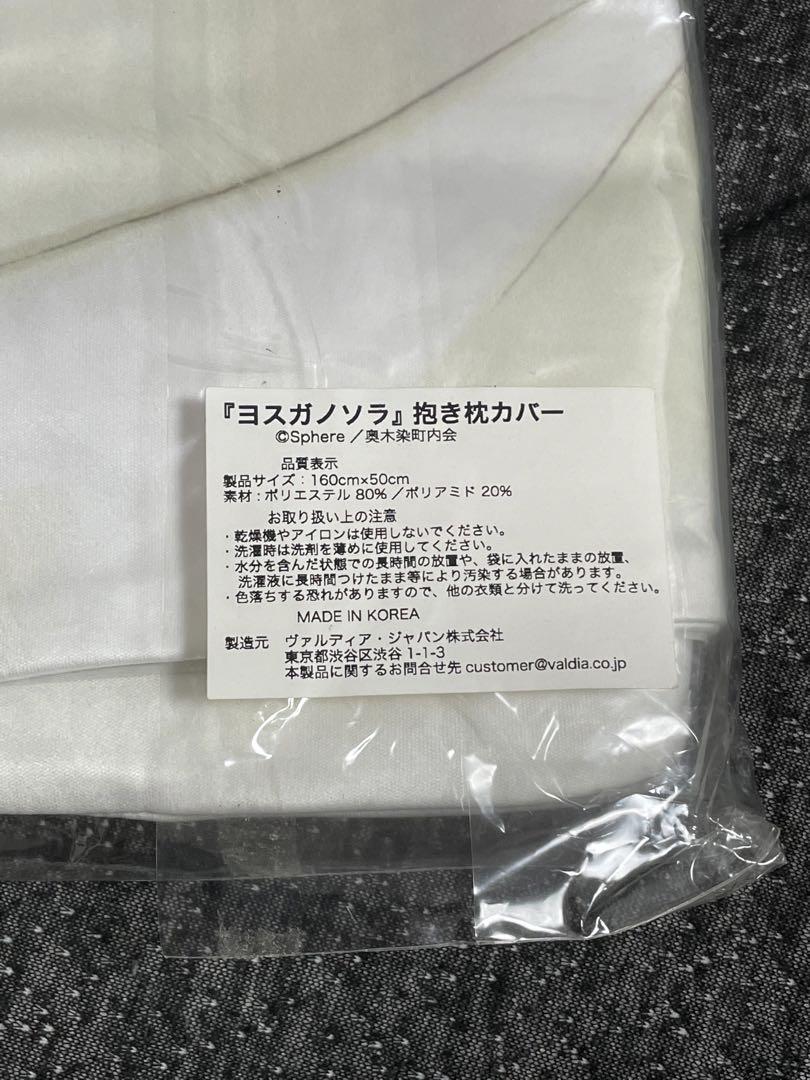 『ヨスガノソラ』抱き枕カバー
©Sphere ／奥木染町内会
品質表示
製品サイズ：160cm×50cm
素材：ポリエステル 80% ／ポリアミド 20%
お取り扱い上の注意
・乾燥機やアイロンは使用しないでください。
・洗濯時は洗剤を薄めに使用してください。
・水分を含んだ状態での長時間の放置や、袋に入れたままの放置、
洗濯液に長時間つけたまま等により汚染する場合があります。
・色落ちする恐れがありますので、他の衣類と分けて洗ってください。
MADE IN KOREA
製造元 ヴァルディア・ジャパン株式会社
東京都渋谷区渋谷 1-1-3
本製品に関するお問合せ先 customer@valdia.co.jp